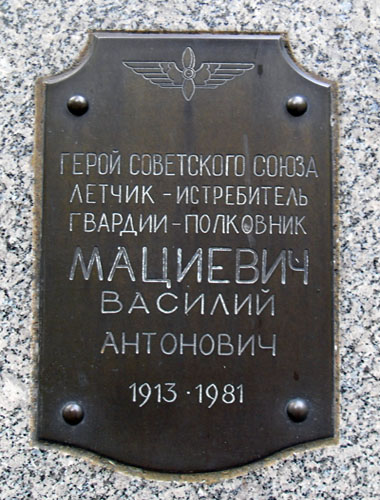 ГЕРОЙ СОВЕТСКОГО СОЮЗА
ЛЕТЧИК - ИСТРЕБИТЕЛЬ
ГВАРДИИ - ПОЛКОВНИК
МАЦИЕВИЧ
ВАСИЛИЙ
АНТОНОВИЧ
1913 · 1981